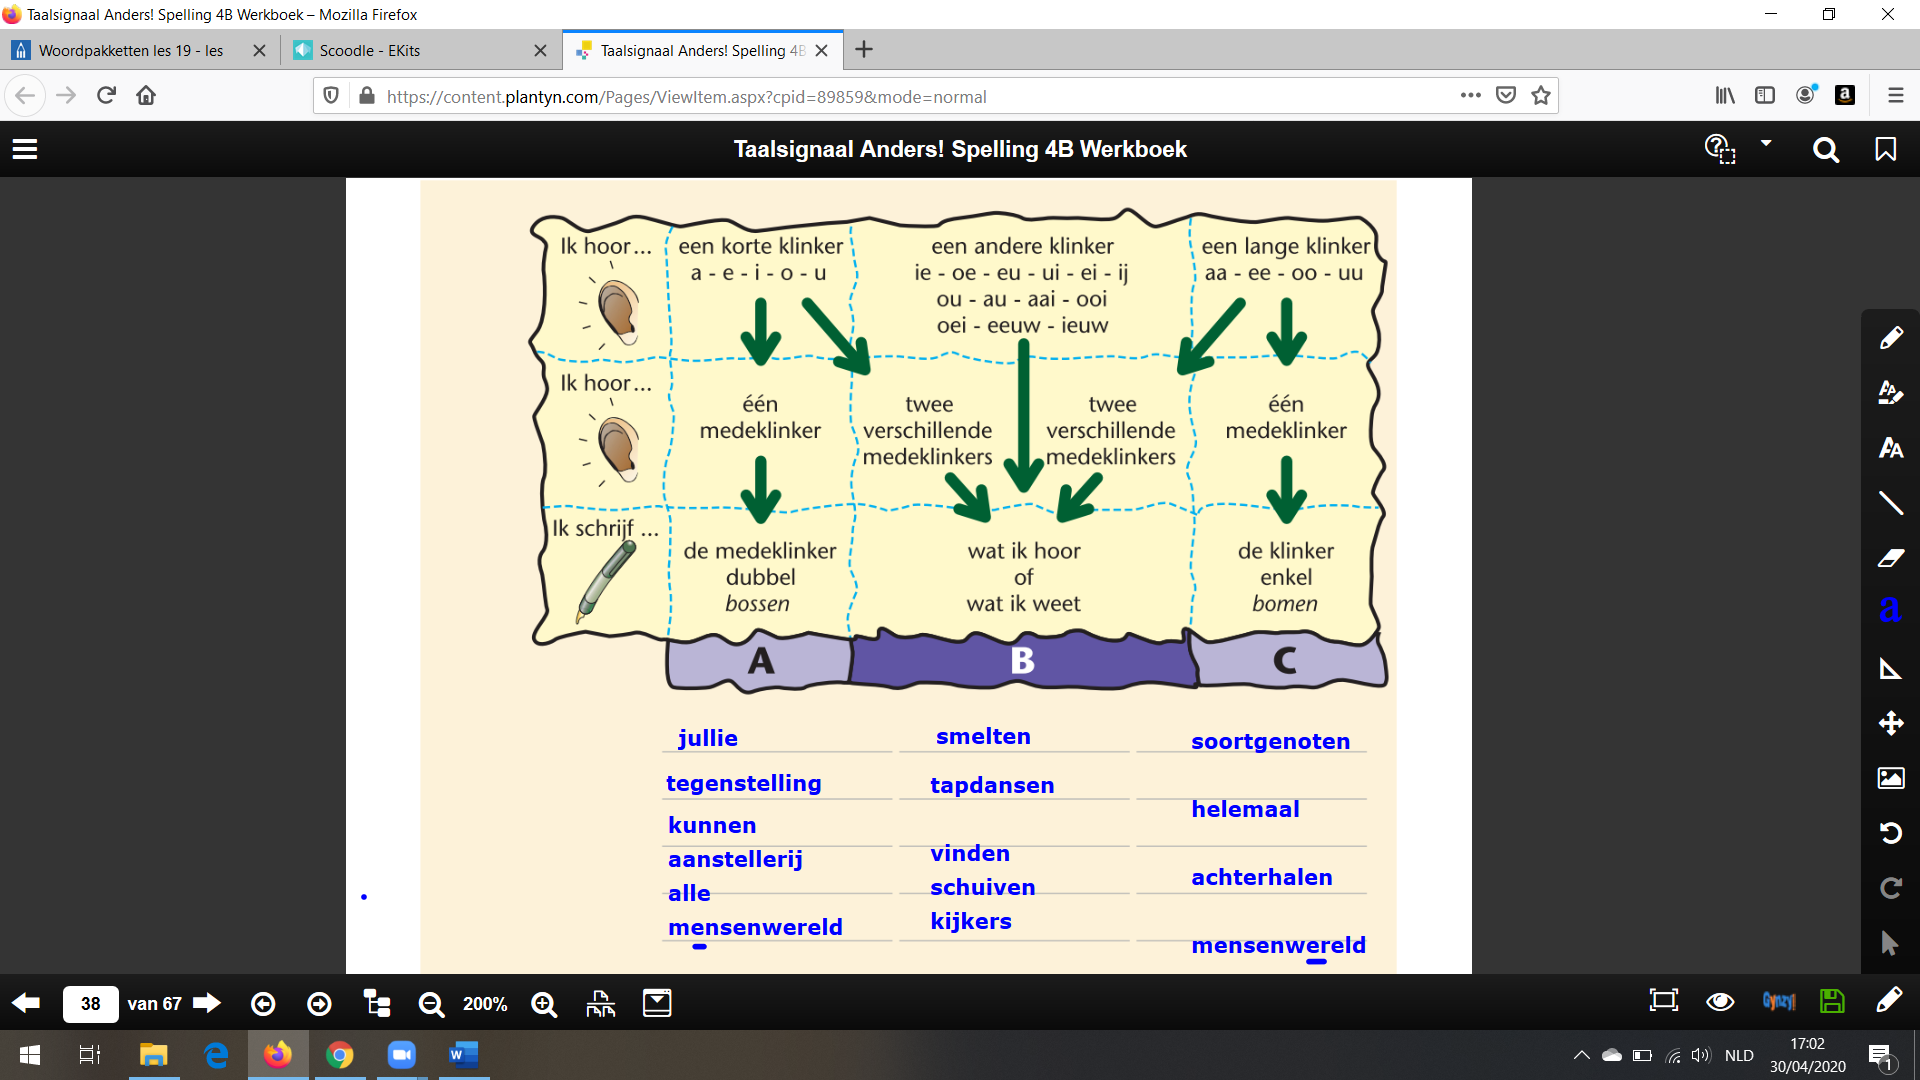 Taalsignaal Anders! Spelling 4B Werkboek – Mozilla Firefox
Woordpakketten les 19 - les
Scoodle - EKits
Taalsignaal Anders! Spelling 4B
https://content.plantyn.com/Pages/ViewItem.aspx?cpid=89859&mode=normal
Taalsignaal Anders! Spelling 4B Werkboek
Ik hoor...
een korte klinker
a - e - i - o - u
een andere klinker
ie - oe - eu - ui - ei - ij
ou - au - aai - ooi
oei - eeuw - ieuw
een lange klinker
aa - ee - oo - uu
Ik hoor...
één
medeklinker
twee
verschillende
medeklinkers
twee
verschillende
medeklinkers
één
medeklinker
Ik schrijf ...
de medeklinker
dubbel
bossen
wat ik hoor
of
wat ik weet
de klinker
enkel
bomen
A
B
C
jullie
smelten
soortgenoten
tegenstelling
tapdansen
helemaal
kunnen
aanstellerij
vinden
alle
schuiven
achterhalen
mensenwereld
kijkers
mensenwereld
38 van 67
200%
Gynzy!
NLD
17:02
30/04/2020
1